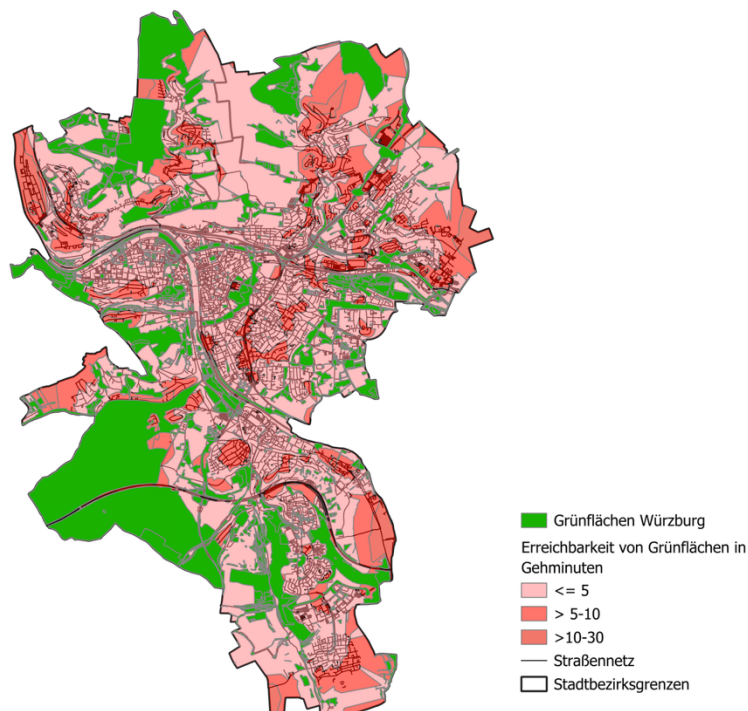 Grünflächen Würzburg
Erreichbarkeit von Grünflächen in
Gehminuten
<= 5
> 5-10
>10-30
Straßennetz
Stadtbezirksgrenzen